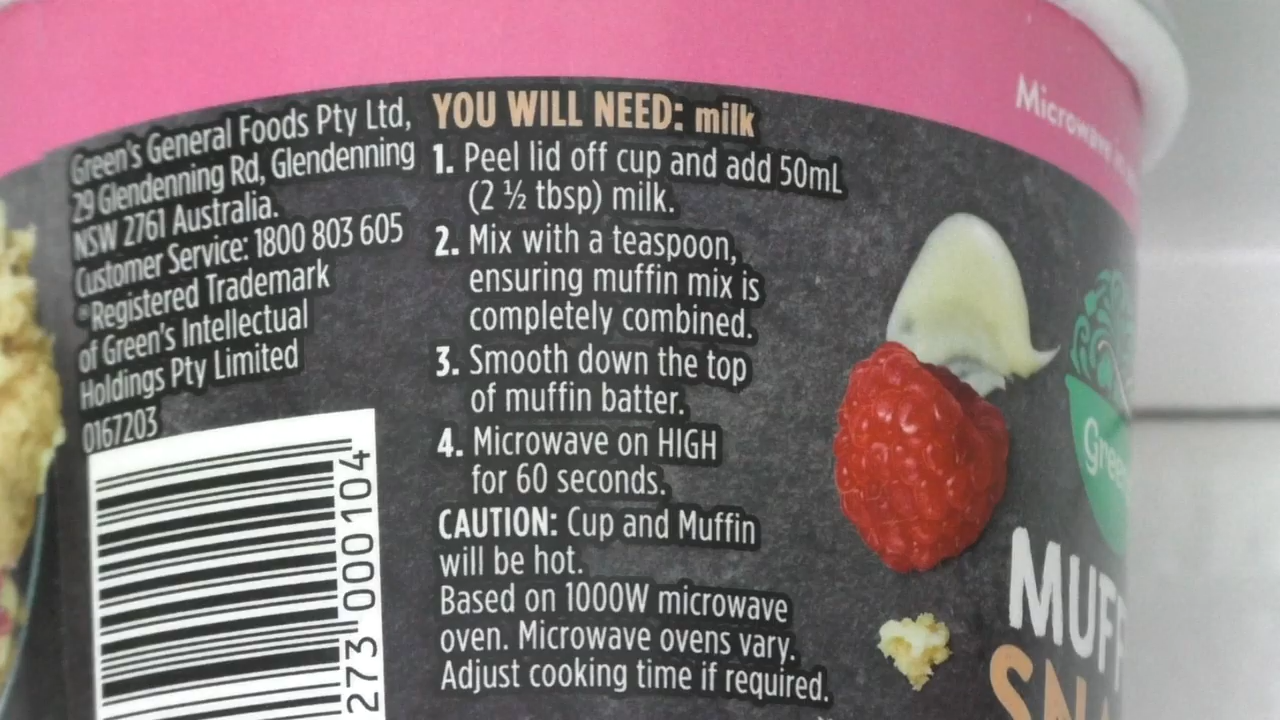 Microwave
Green's General Foods Pty Ltd,
29 Glendenning Rd, Glendenning
NSW 2761 Australia.
Customer Service: 1800 803 605
®Registered Trademark
of Green's Intellectual
Holdings Pty Limited
0167203
273 000104
YOU WILL NEED: milk
1. Peel lid off cup and add 50mL
(2 ½ tbsp) milk.
2. Mix with a teaspoon,
ensuring muffin mix is
completely combined.
3. Smooth down the top
of muffin batter.
4. Microwave on HIGH
for 60 seconds.
CAUTION: Cup and Muffin
will be hot.
Based on 1000W microwave
oven. Microwave ovens vary.
Adjust cooking time if required.